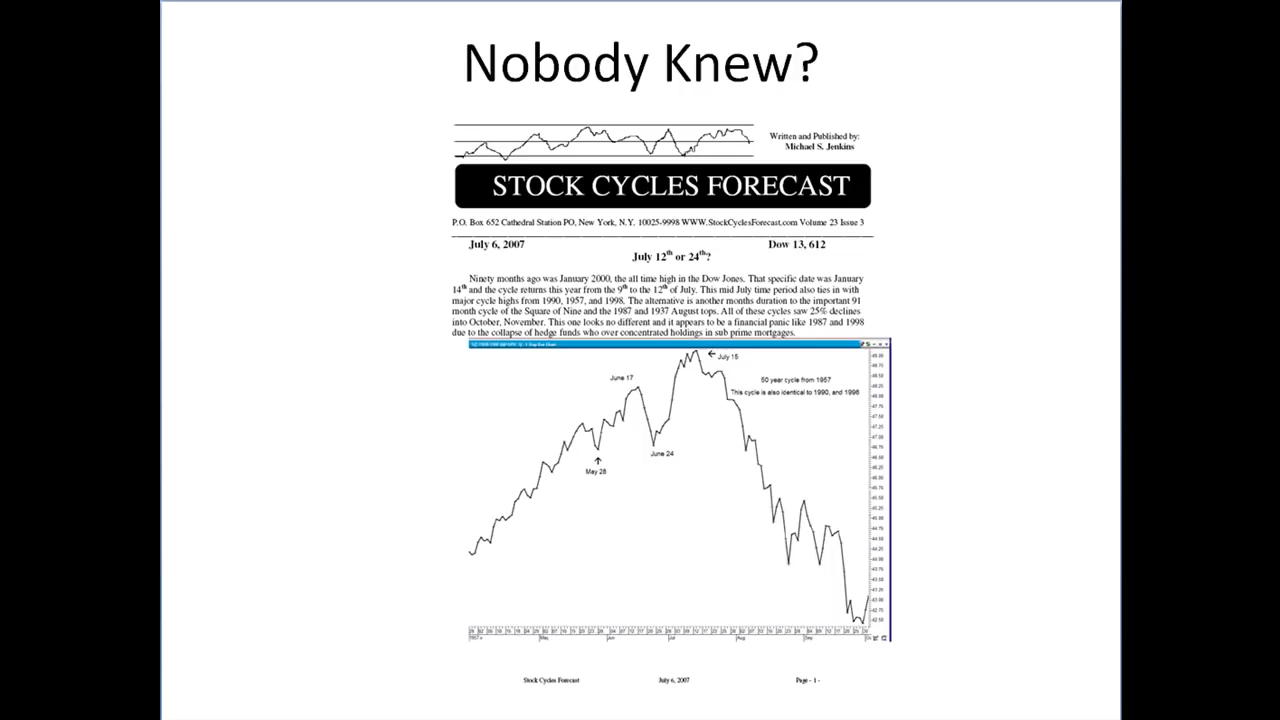 Nobody Knew?
Written and Published by:
Michael S. Jenkins
STOCK CYCLES FORECAST
P.O. Box 652 Cathedral Station PO, New York, N.Y. 10025-9998 WWW.StockCyclesForecast.com Volume 23 Issue 3
July 6, 2007 Dow 13, 612
July 12th or 24th?
Ninety months ago was January 2000, the all time high in the Dow Jones. That specific date was January
14th and the cycle returns this year from the 9th to the 12th of July. This mid July time period also ties in with
major cycle highs from 1990, 1957, and 1998. The alternative is another months duration to the important 91
month cycle of the Square of Nine and the 1987 and 1937 August tops. All of these cycles saw 25% declines
into October, November. This one looks no different and it appears to be a financial panic like 1987 and 1998
due to the collapse of hedge funds who over concentrated holdings in sub prime mortgages.
July 15
June 17
50 year cycle from 1957
This cycle is also identical to 1990, and 1998
June 24
May 28
Stock Cycles Forecast July 6, 2007 Page - 1 -